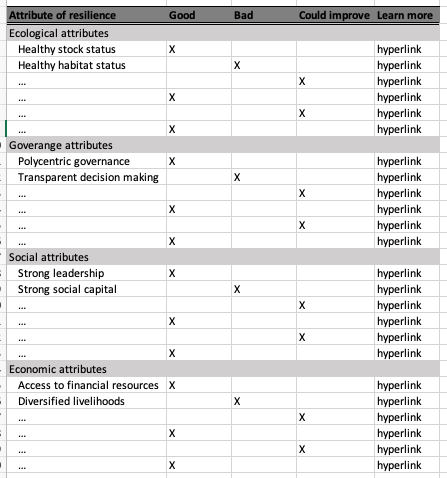 Attribute of resilience Good Bad Could improve Learn more
Ecological attributes
Healthy stock status X hyperlink
Healthy habitat status X hyperlink
... X hyperlink
... X hyperlink
... X hyperlink
... X hyperlink
Goverange attributes
Polycentric governance X hyperlink
Transparent decision making X hyperlink
... X hyperlink
... X hyperlink
... X hyperlink
... X hyperlink
Social attributes
Strong leadership X hyperlink
Strong social capital X hyperlink
... X hyperlink
... X hyperlink
... X hyperlink
... X hyperlink
Economic attributes
Access to financial resources X hyperlink
Diversified livelihoods X hyperlink
... X hyperlink
... X hyperlink
... X hyperlink
... X hyperlink